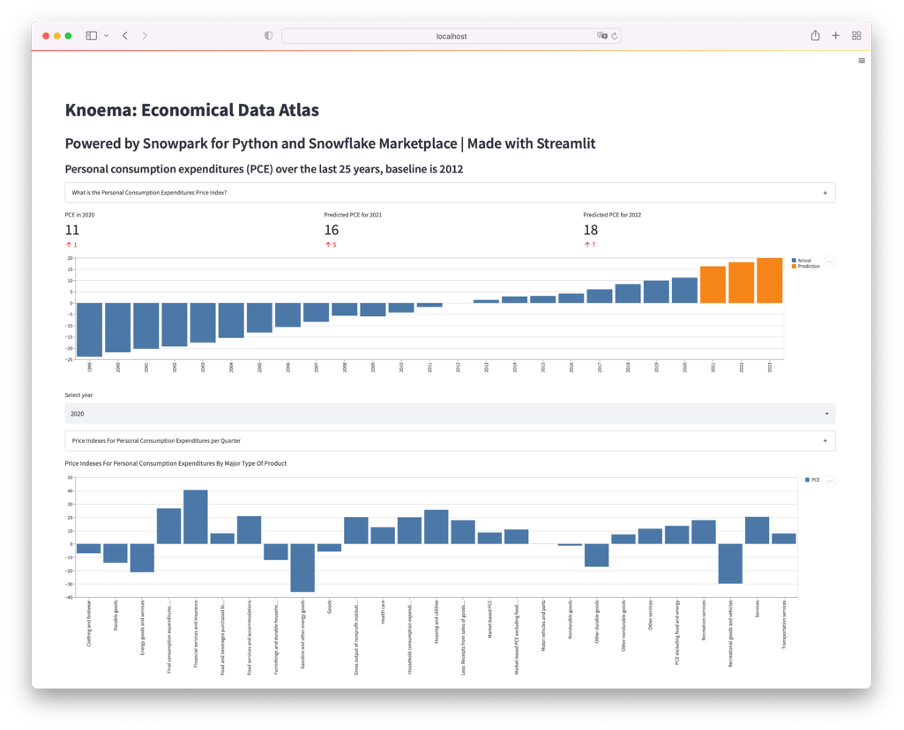 localhost
Knoema: Economical Data Atlas
Powered by Snowpark for Python and Snowflake Marketplace | Made with Streamlit
Personal consumption expenditures (PCE) over the last 25 years, baseline is 2012
What is the Personal Consumption Expenditures Price Index?
PCE in 2020
Predicted PCE for 2021
Predicted PCE for 2022
11
16
18
↑ 1
↑ 5
↑ 7
20
15
10
5
0
−5
−10
−15
−20
−25
Actual
Prediction
1999
2000
2001
2002
2003
2004
2005
2006
2007
2008
2009
2010
2011
2012
2013
2014
2015
2016
2017
2018
2019
2020
2021
2022
2023
Select year
2020
Price Indexes For Personal Consumption Expenditures per Quarter
Price Indexes For Personal Consumption Expenditures By Major Type Of Product
50
40
30
20
10
0
−10
−20
−30
−40
PCE
Clothing and footwear
Durable goods
Energy goods and services
Final consumption expenditures…
Financial services and insurance
Food and beverages purchased fo…
Food services and accommodations
Furnishings and durable househo…
Gasoline and other energy goods
Goods
Gross output of nonprofit instituti…
Health care
Household consumption expendi…
Housing and utilities
Less: Receipts from sales of goods…
Market-based PCE
Market-based PCE excluding food…
Motor vehicles and parts
Nondurable goods
Other durable goods
Other nondurable goods
Other services
PCE excluding food and energy
Recreation services
Recreational goods and vehicles
Services
Transportation services